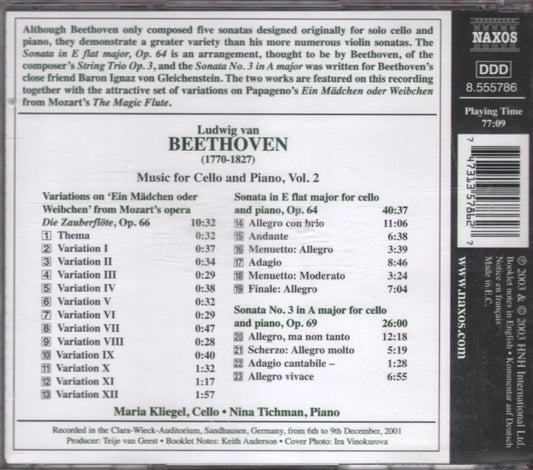 Although Beethoven only composed five sonatas designed originally for solo cello and
piano, they demonstrate a greater variety than his more numerous violin sonatas. The
Sonata in E flat major, Op. 64 is an arrangement, thought to be by Beethoven, of
the composer's String Trio Op. 3, and the Sonata No. 3 in A major was written for Beethoven's
close friend Baron Ignaz von Gleichenstein. The two works are featured on this recording
together with the attractive set of variations on Papageno's Ein Mädchen oder Weibchen
from Mozart's The Magic Flute.
Ludwig van
BEETHOVEN
(1770-1827)
Music for Cello and Piano, Vol. 2
Variations on 'Ein Mädchen oder
Weibchen' from Mozart's opera
Die Zauberflöte, Op. 66 10:32
1 Thema 0:32
2 Variation I 0:37
3 Variation II 0:34
4 Variation III 0:29
5 Variation IV 0:38
6 Variation V 0:32
7 Variation VI 0:29
8 Variation VII 0:47
9 Variation VIII 0:28
10 Variation IX 0:40
11 Variation X 1:32
12 Variation XI 1:17
13 Variation XII 1:57
Sonata in E flat major for cello
and piano, Op. 64 40:37
14 Allegro con brio 11:06
15 Andante 6:38
16 Menuetto: Allegro 3:39
17 Adagio 8:46
18 Menuetto: Moderato 3:24
19 Finale: Allegro 7:04
Sonata No. 3 in A major for cello
and piano, Op. 69 26:00
20 Allegro, ma non tanto 12:18
21 Scherzo: Allegro molto 5:19
22 Adagio cantabile – 1:28
23 Allegro vivace 6:55
Maria Kliegel, Cello • Nina Tichman, Piano
Recorded in the Clara-Wieck-Auditorium, Sandhausen, Germany, from 6th to 9th December, 2001
Producer: Teije van Geest • Booklet Notes: Keith Anderson • Cover Photo: Ira Vinokurova
NAXOS
DDD
8.555786
Playing Time
77:09
7 47313 57862 7
www.naxos.com
℗ 2003 & © 2003 HNH International Ltd.
Booklet notes in English • Kommentar auf Deutsch
Notice en français
Made in E.C.